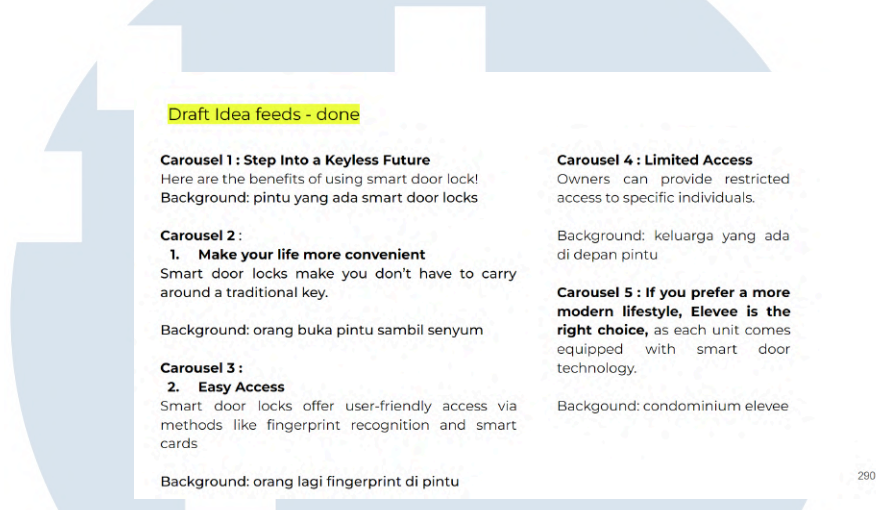 Draft Idea feeds - done
Carousel 1 : Step Into a Keyless Future
Here are the benefits of using smart door lock!
Background: pintu yang ada smart door locks
Carousel 2 :
1. Make your life more convenient
Smart door locks make you don't have to carry
around a traditional key.
Background: orang buka pintu sambil senyum
Carousel 3 :
2. Easy Access
Smart door locks offer user-friendly access via
methods like fingerprint recognition and smart
cards
Background: orang lagi fingerprint di pintu
Carousel 4 : Limited Access
Owners can provide restricted
access to specific individuals.
Background: keluarga yang ada
di depan pintu
Carousel 5 : If you prefer a more
modern lifestyle, Elevee is the
right choice, as each unit comes
equipped with smart door
technology.
Backgound: condominium elevee
290